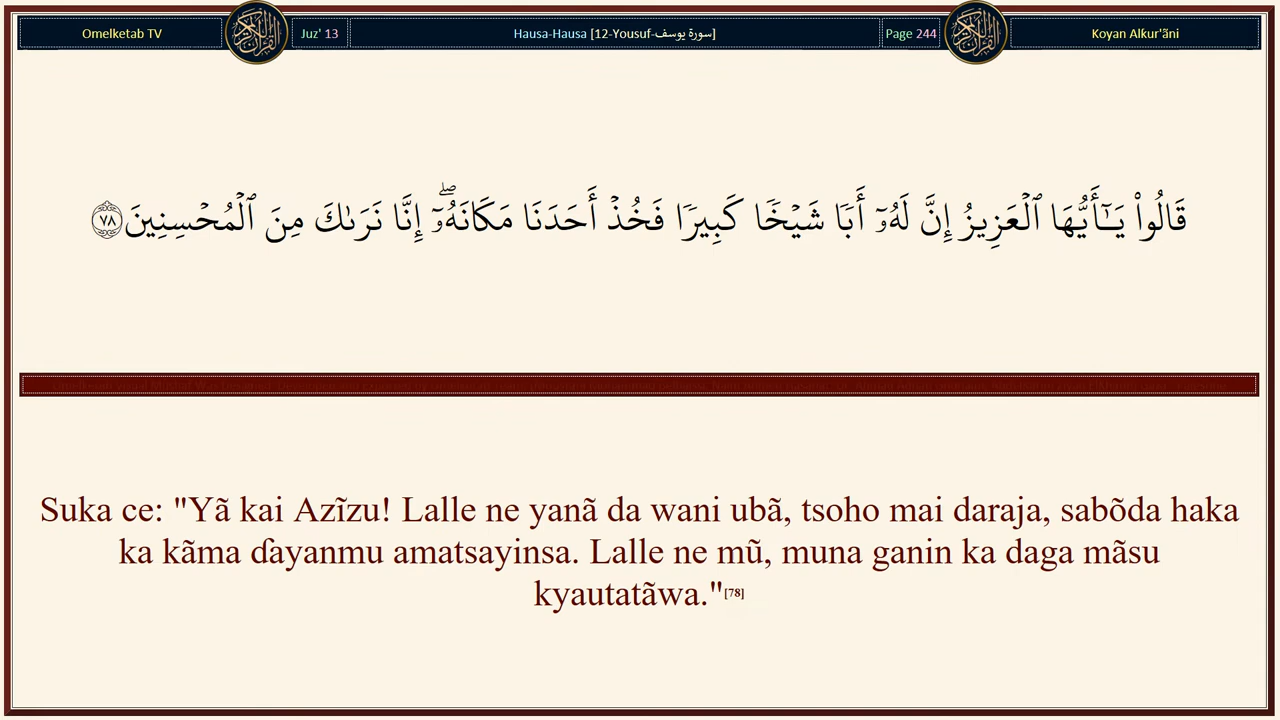 Omelketab TV
Juz' 13
Hausa-Hausa [12-Yousuf-سورة يوسف]
Page 244
Koyan Alkur'ãni
قَالُواْ يَـٰٓأَيُّهَا ٱلۡعَزِيزُ إِنَّ لَهُۥٓ أَبٗا شَيۡخٗا كَبِيرٗا فَخُذۡ أَحَدَنَا مَكَانَهُۥٓۖ إِنَّا نَرَىٰكَ مِنَ ٱلۡمُحۡسِنِينَ ٧٨
Suka ce: "Yã kai Azĩzu! Lalle ne yanã da wani ubã, tsoho mai daraja, sabõda haka
ka kãma ɗayanmu amatsayinsa. Lalle ne mũ, muna ganin ka daga mãsu
kyautatãwa."[78]